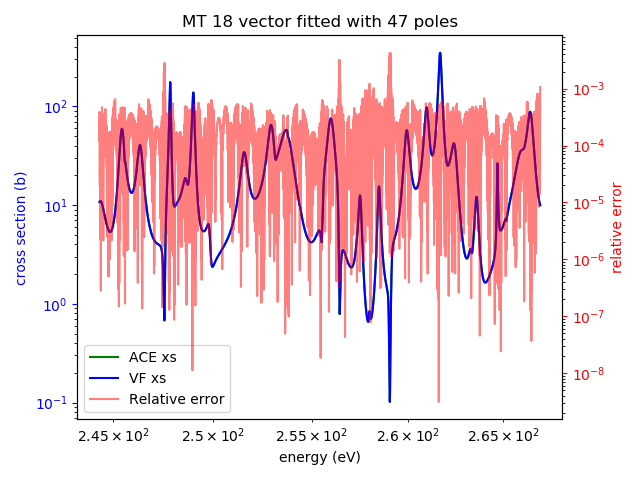 MT 18 vector fitted with 47 poles
cross section (b)
10²
10¹
10⁰
10⁻¹
ACE xs
VF xs
Relative error
10⁻³
10⁻⁴
10⁻⁵
10⁻⁶
10⁻⁷
10⁻⁸
relative error
2.45 × 10² 2.5 × 10² 2.55 × 10² 2.6 × 10² 2.65 × 10²
energy (eV)